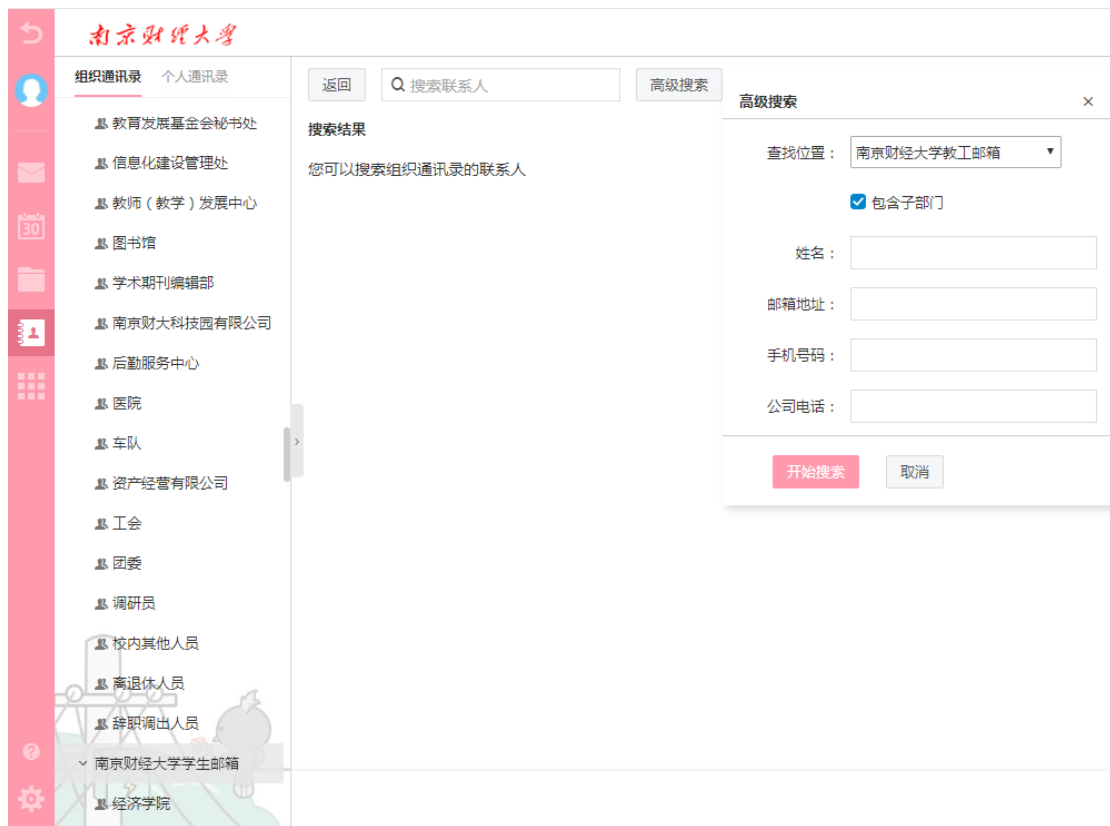 南京财经大学
组织通讯录 个人通讯录
教育发展基金会秘书处
信息化建设管理处
教师（教学）发展中心
图书馆
学术期刊编辑部
南京财大科技园有限公司
后勤服务中心
医院
车队
资产经营有限公司
工会
团委
调研员
校内其他人员
离退休人员
辞职调出人员
南京财经大学学生邮箱
经济学院
30
返回 搜索联系人 高级搜索
搜索结果
您可以搜索组织通讯录的联系人
高级搜索 ×
查找位置： 南京财经大学教工邮箱
包含子部门
姓名：
邮箱地址：
手机号码：
公司电话：
开始搜索 取消